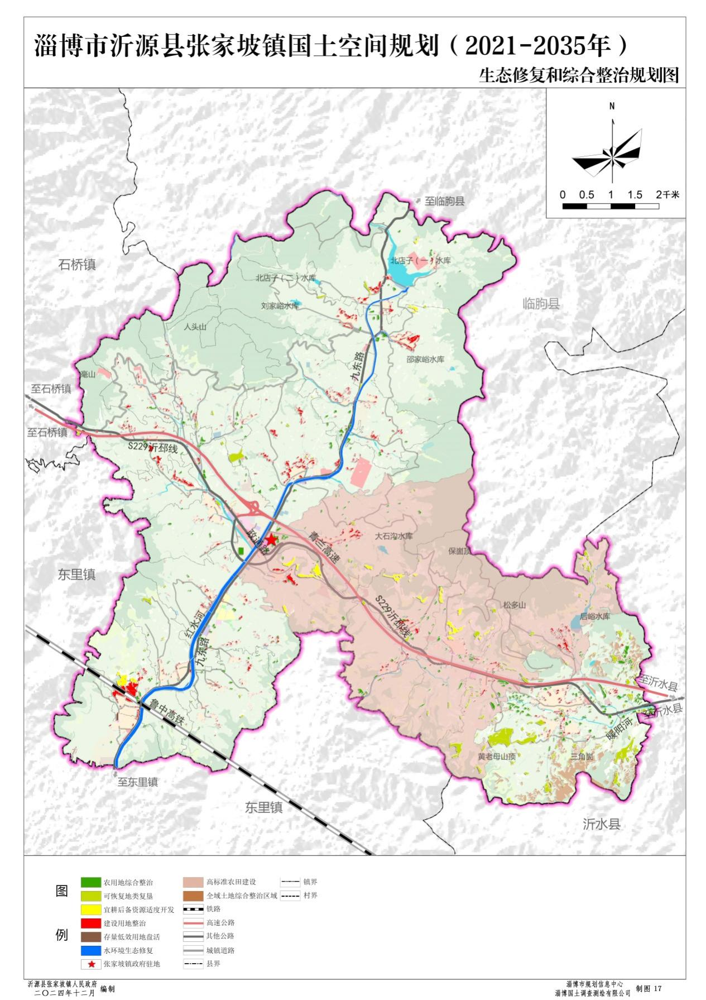 淄博市沂源县张家坡镇国土空间规划（2021-2035年）
生态修复和综合整治规划图
N
0 0.5 1 1.5 2千米
至临朐县
石桥镇
北店子（一）水库
北店子（二）水库
刘家峪水库
临朐县
人头山
九东路
邵家峪水库
毫山
至石桥镇
至石桥镇
S229沂邳线
政通路
青兰高速
大石沟水库
保崮顶
东里镇
S229沂邳线
松多山
后峪水库
红水河
九东路
至沂水县
至沂水县
鲁中高铁
暖阳河
黄老母山顶
三角崮
至东里镇
东里镇
沂水县
图例
农用地综合整治
可恢复地类复垦
宜耕后备资源适度开发
建设用地整治
存量低效用地盘活
水环境生态修复
张家坡镇政府驻地
高标准农田建设
全域土地综合整治区域
铁路
高速公路
其他公路
城镇道路
县界
镇界
村界
沂源县张家坡镇人民政府
二〇二四年十二月
编制
淄博市规划信息中心
淄博国土调查测绘有限公司
制图 17